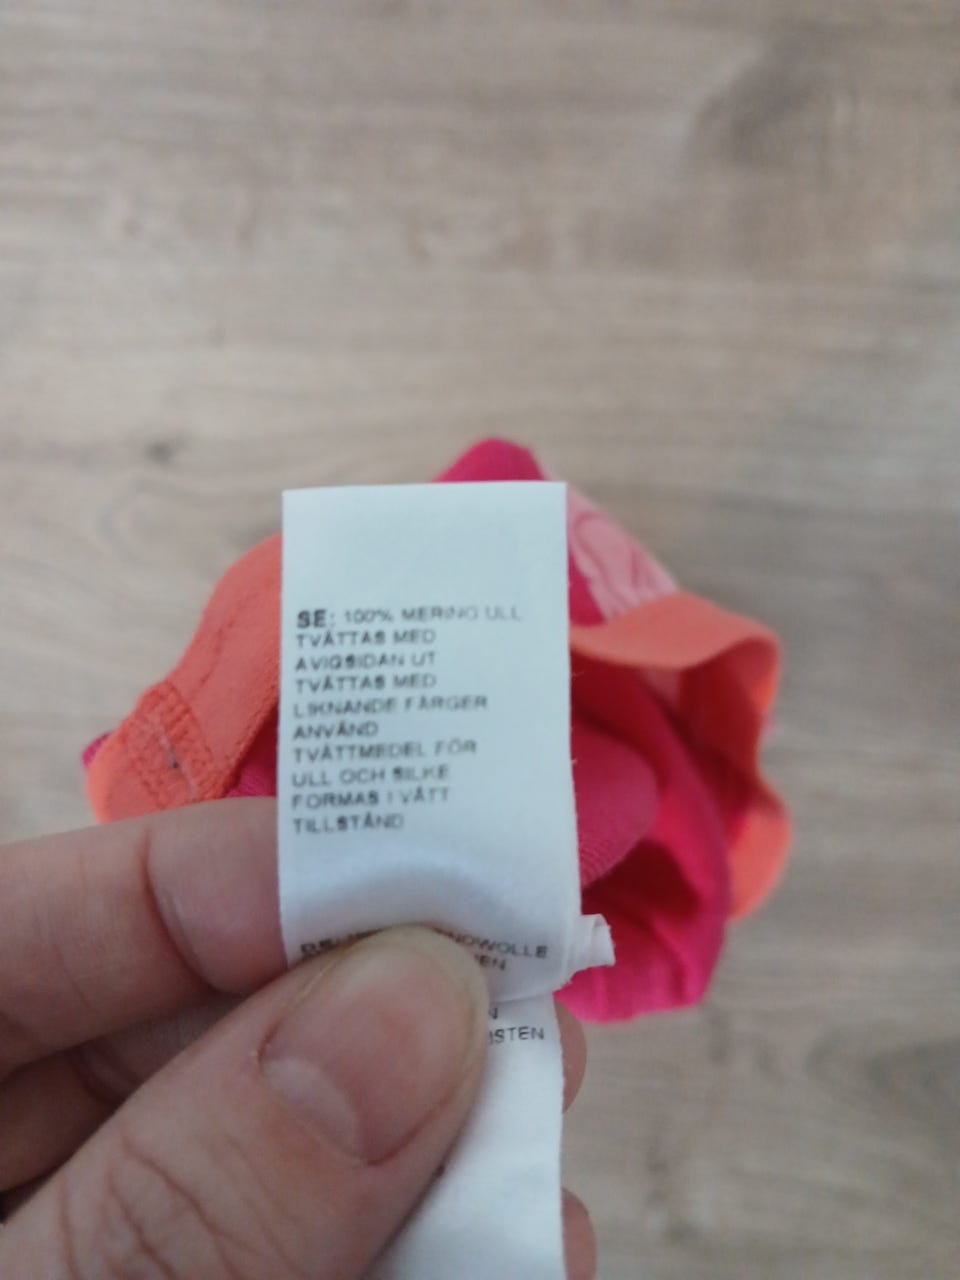 SE: 100% MERINO ULL
TVÄTTAS MED
AVIGSIDAN UT
TVÄTTAS MED
LIKNANDE FÄRGER
ANVÄND
TVÄTTMEDEL FÖR
ULL OCH SILKE
FORMAS I VÅTT
TILLSTÅND
DE: